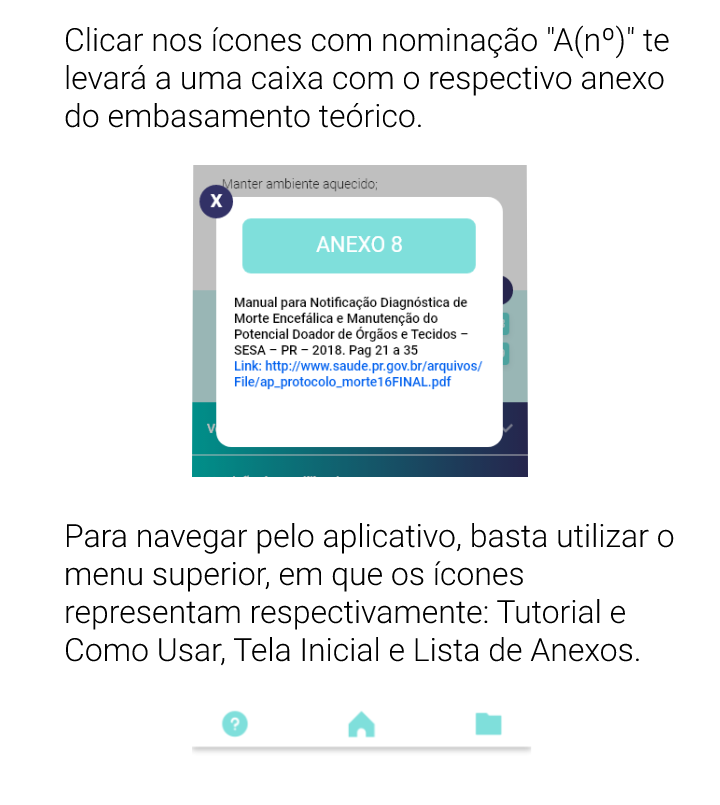 Clicar nos ícones com nominação "A(nº)" te
levará a uma caixa com o respectivo anexo
do embasamento teórico.
Manter ambiente aquecido;
X
ANEXO 8
Manual para Notificação Diagnóstica de
Morte Encefálica e Manutenção do
Potencial Doador de Órgãos e Tecidos –
SESA – PR – 2018. Pag 21 a 35
Link: http://www.saude.pr.gov.br/arquivos/
File/ap_protocolo_morte16FINAL.pdf
Para navegar pelo aplicativo, basta utilizar o
menu superior, em que os ícones
representam respectivamente: Tutorial e
Como Usar, Tela Inicial e Lista de Anexos.
?